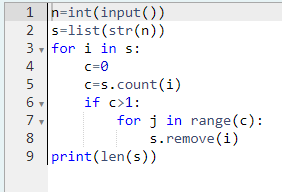 1 n=int(input())
2 s=list(str(n))
3 for i in s:
4     c=0
5     c=s.count(i)
6     if c>1:
7         for j in range(c):
8             s.remove(i)
9 print(len(s))